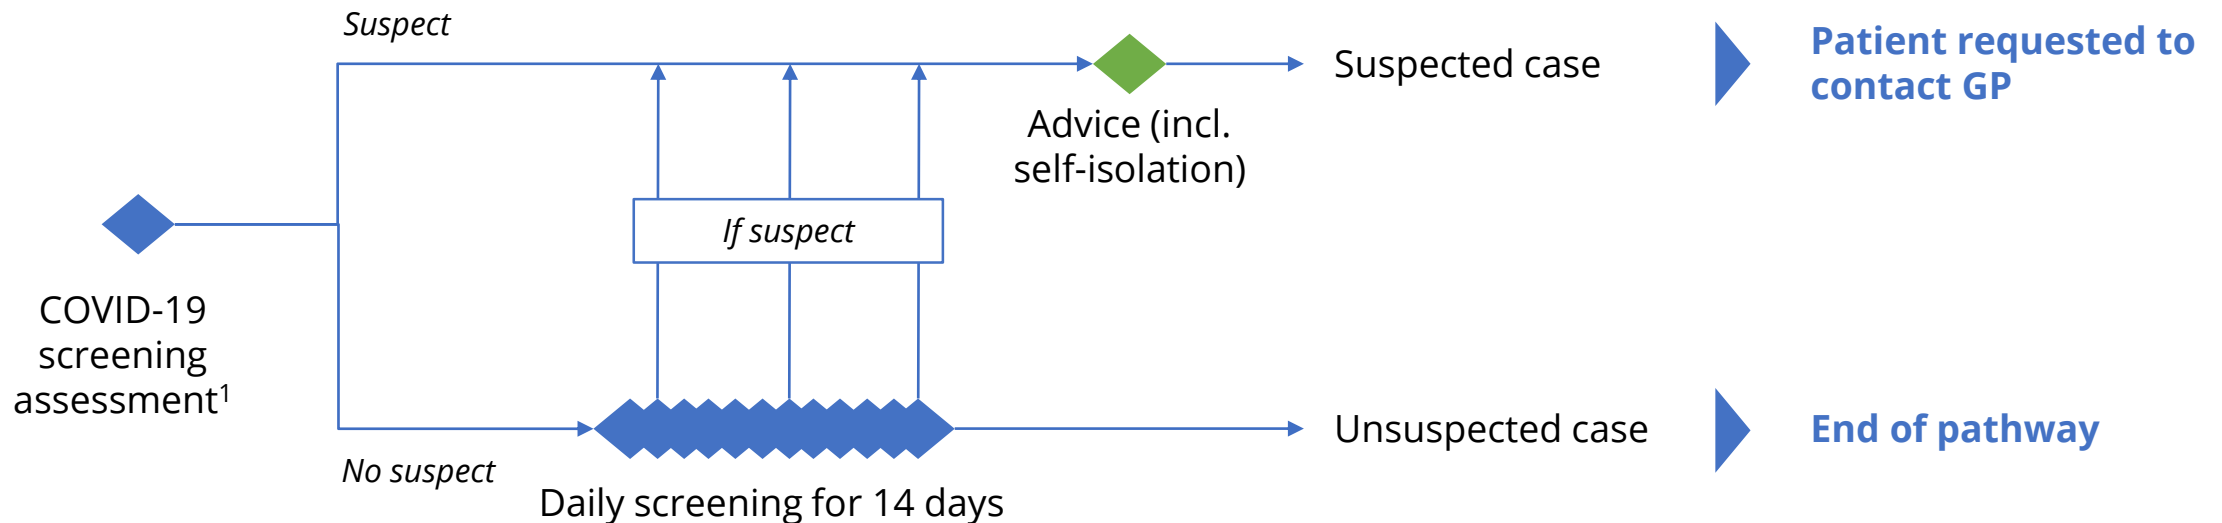 Suspect
Suspected case
Patient requested to
contact GP
Advice (incl.
self-isolation)
If suspect
COVID-19
screening
assessment¹
Unsuspected case
End of pathway
No suspect
Daily screening for 14 days